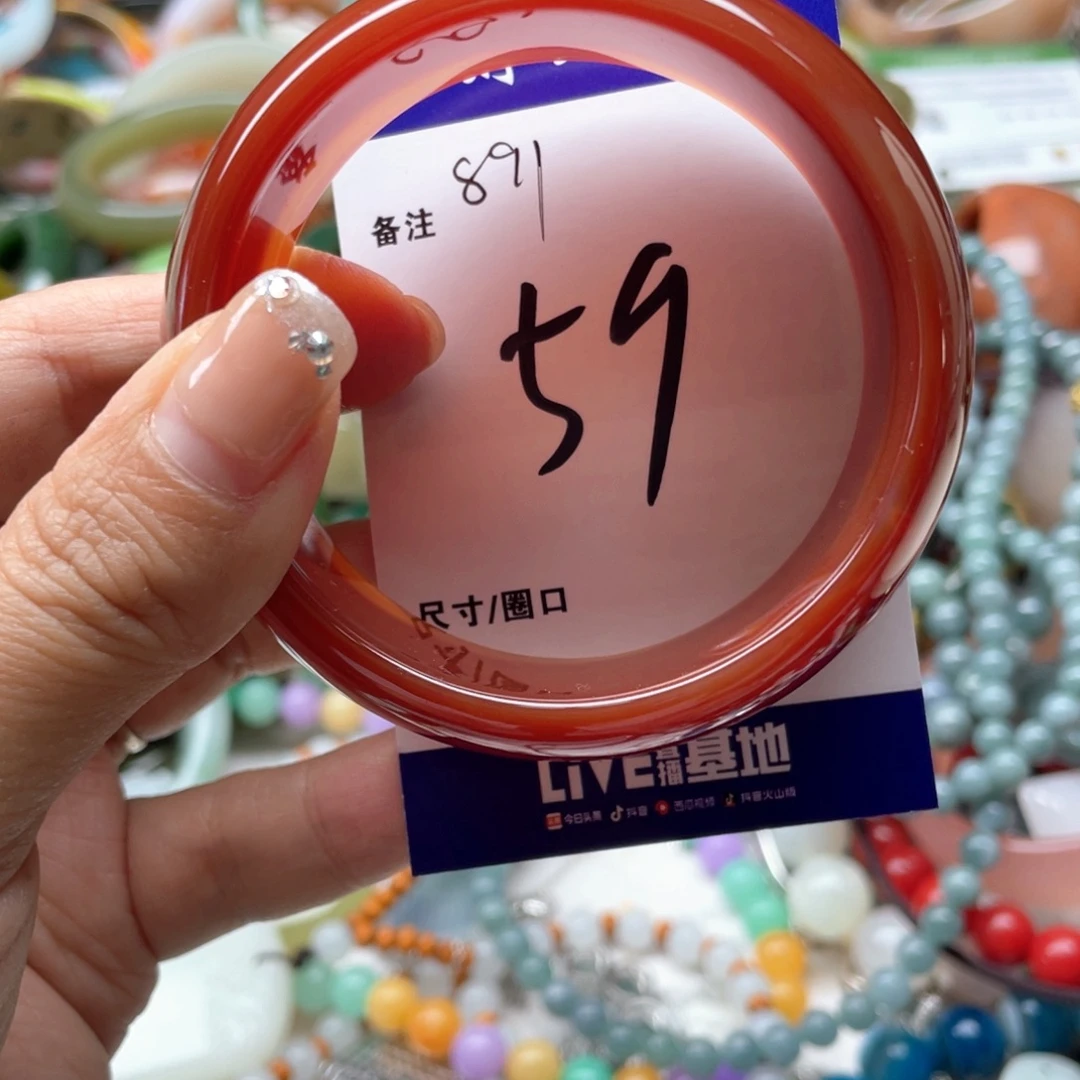 891
备注
59
尺寸/圈口
LIVE直播基地
今日头条 抖音 西瓜视频 抖音火山版